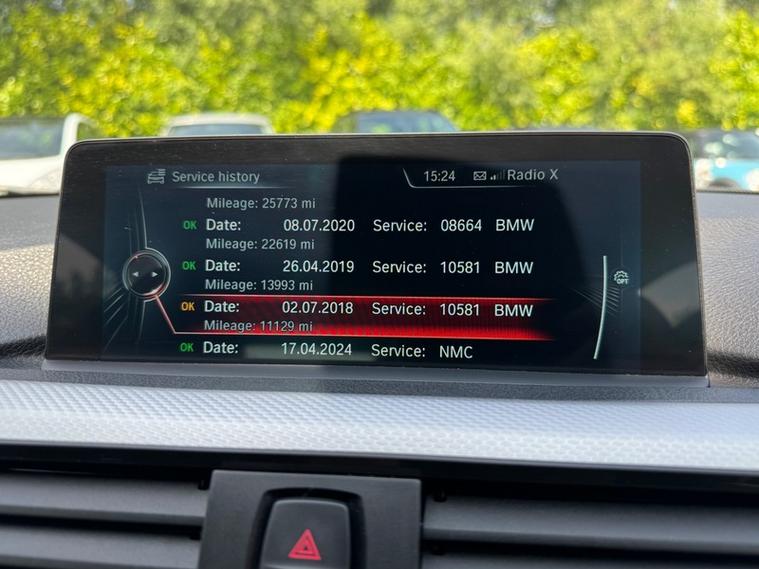 Service history 15:24 Radio X
Mileage: 25773 mi
OK Date: 08.07.2020 Service: 08664 BMW
Mileage: 22619 mi
OK Date: 26.04.2019 Service: 10581 BMW
Mileage: 13993 mi
OK Date: 02.07.2018 Service: 10581 BMW
Mileage: 11129 mi
OPT
OK Date: 17.04.2024 Service: NMC